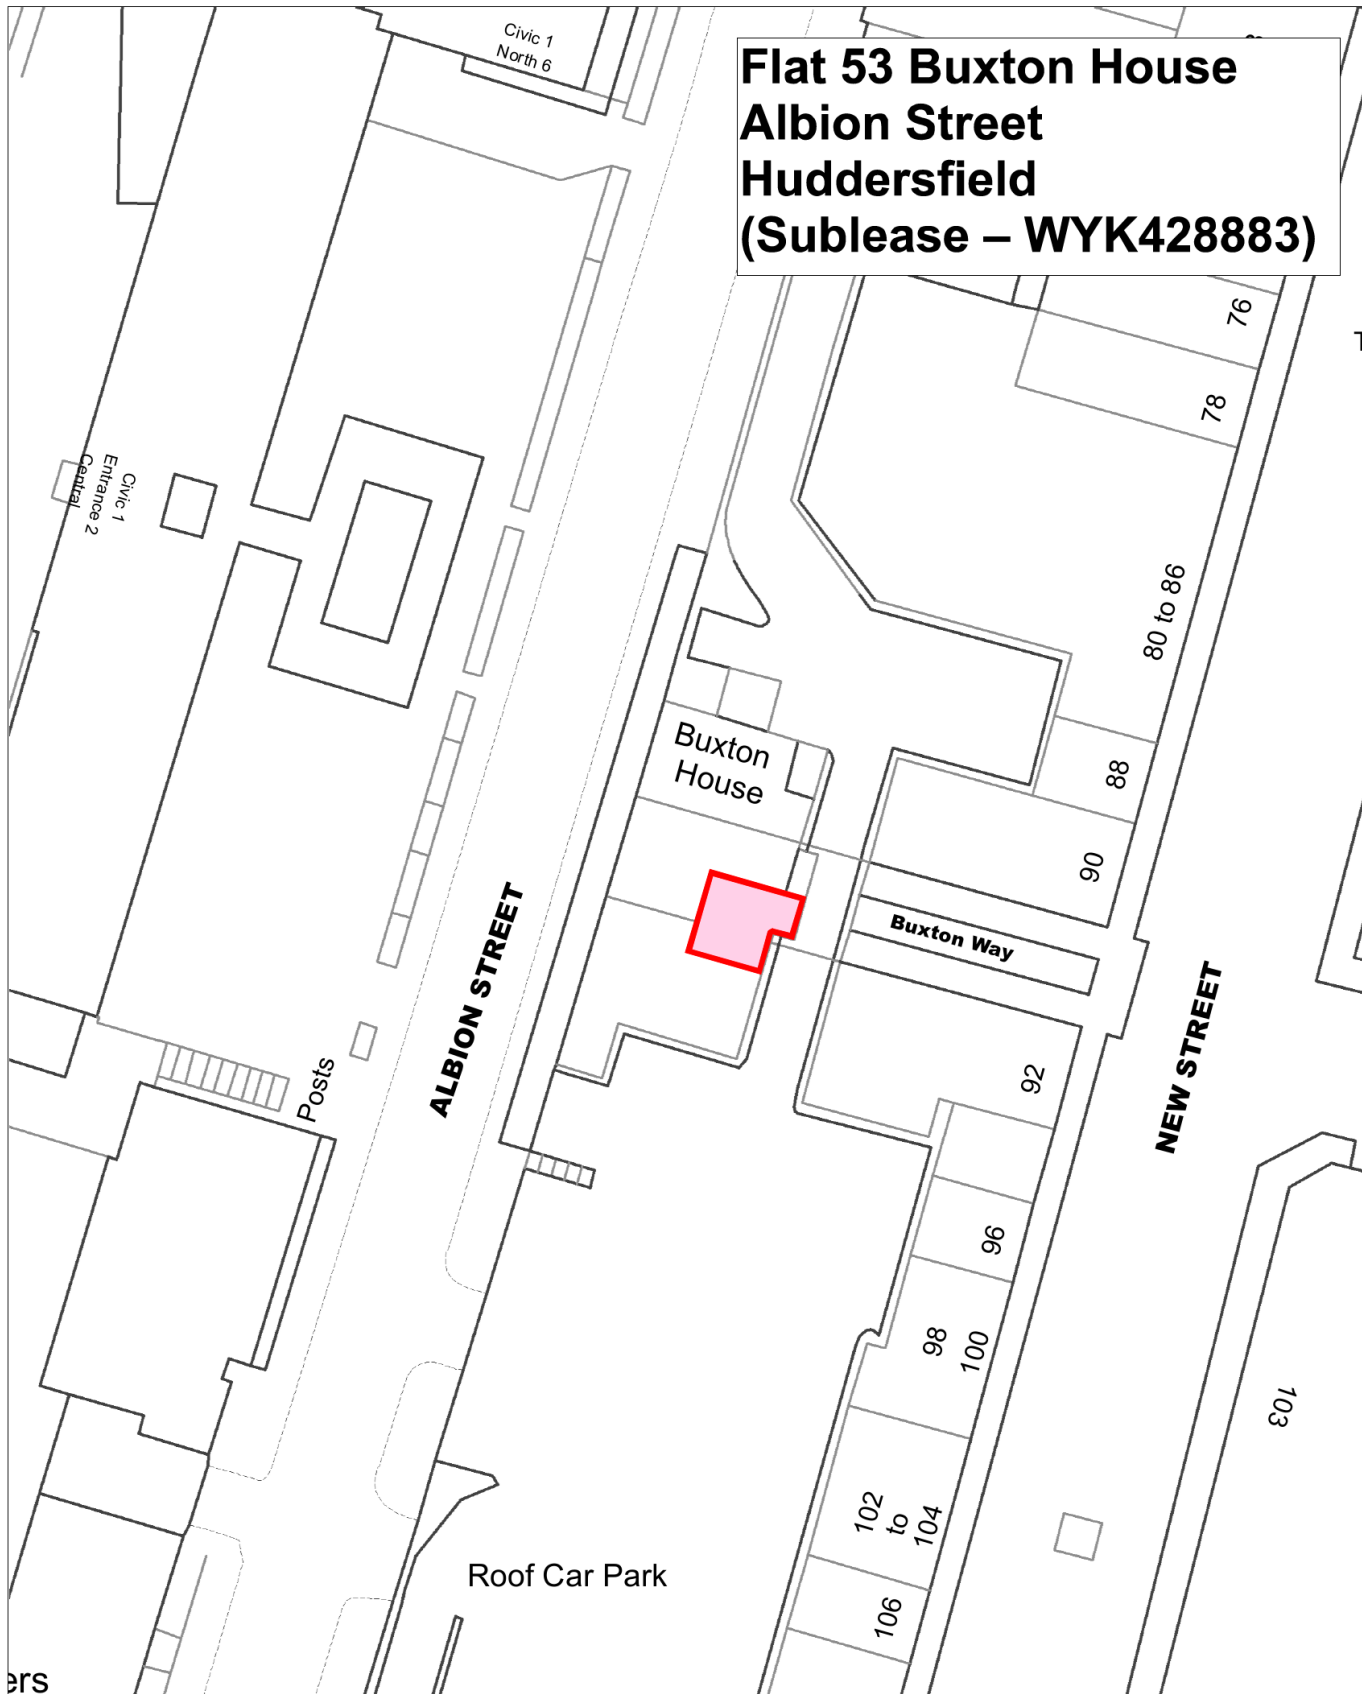 Civic 1
North 6
Flat 53 Buxton House
Albion Street
Huddersfield
(Sublease – WYK428883)
76
78
Civic 1
Entrance 2
Central
80 to 86
Buxton
House
88
90
Buxton Way
ALBION STREET
NEW STREET
Posts
92
96
98
100
103
102
to
104
Roof Car Park
106
ers